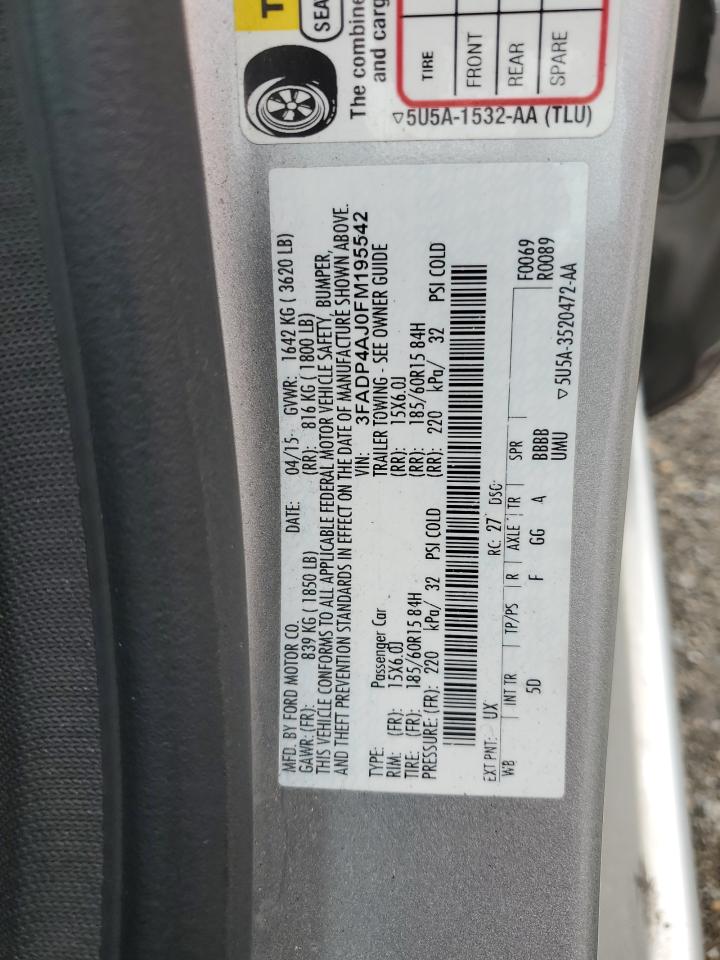 T
SEA
The combine
and carg
TIRE
FRONT
REAR
SPARE
▽5U5A-1532-AA (TLU)
MFD. BY FORD MOTOR CO. DATE: 04/15 GVWR: 1642 KG ( 3620 LB)
GAWR: (FR): 839 KG ( 1850 LB) (RR): 816 KG ( 1800 LB)
THIS VEHICLE CONFORMS TO ALL APPLICABLE FEDERAL MOTOR VEHICLE SAFETY, BUMPER,
AND THEFT PREVENTION STANDARDS IN EFFECT ON THE DATE OF MANUFACTURE SHOWN ABOVE.
VIN: 3FADP4AJ0FM195542
TYPE: Passenger Car TRAILER TOWING - SEE OWNER GUIDE
RIM: (FR): 15X6.0J (RR): 15X6.0J
TIRE: (FR): 185/60R15 84H (RR): 185/60R15 84H
PRESSURE: (FR): 220 kPa/ 32 PSI COLD (RR): 220 kPa/ 32 PSI COLD
EXT PNT: UX RC: 27 DSO: F0069
WB INT TR TP/PS R AXLE TR SPR R0089
5D F GG A BBBB
UMU
▽5U5A-3520472-AA